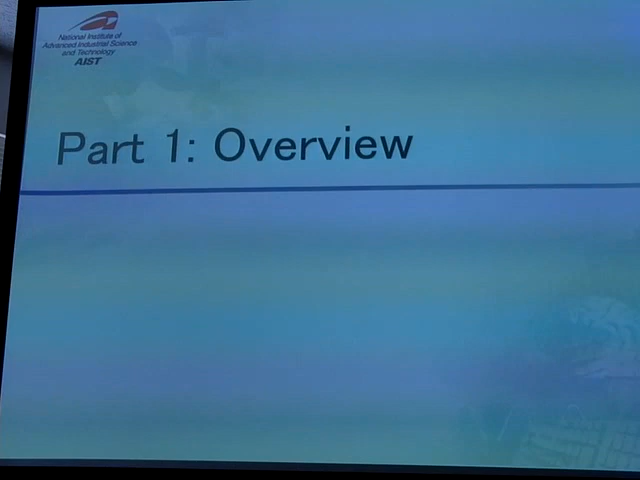 National Institute of
Advanced Industrial Science
and Technology
AIST
Part 1: Overview